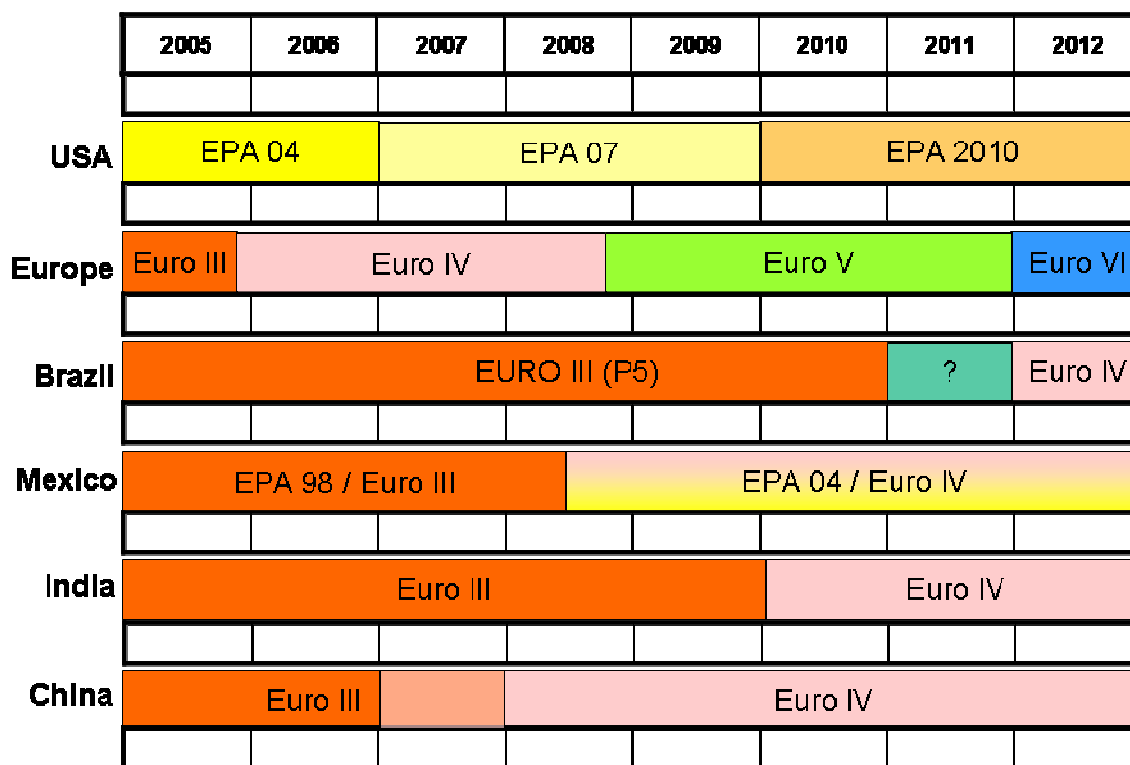 2005 2006 2007 2008 2009 2010 2011 2012
USA EPA 04 EPA 07 EPA 2010
Europe Euro III Euro IV Euro V Euro VI
Brazil EURO III (P5) ? Euro IV
Mexico EPA 98 / Euro III EPA 04 / Euro IV
India Euro III Euro IV
China Euro III Euro IV